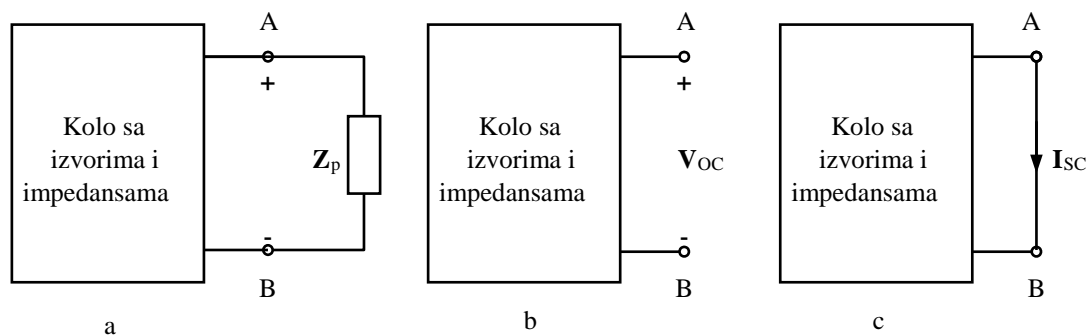 A
Kolo sa
izvorima i
impedansama
+
Zp
-
B
a
A
Kolo sa
izvorima i
impedansama
+
VOC
-
B
b
A
Kolo sa
izvorima i
impedansama
ISC
B
c